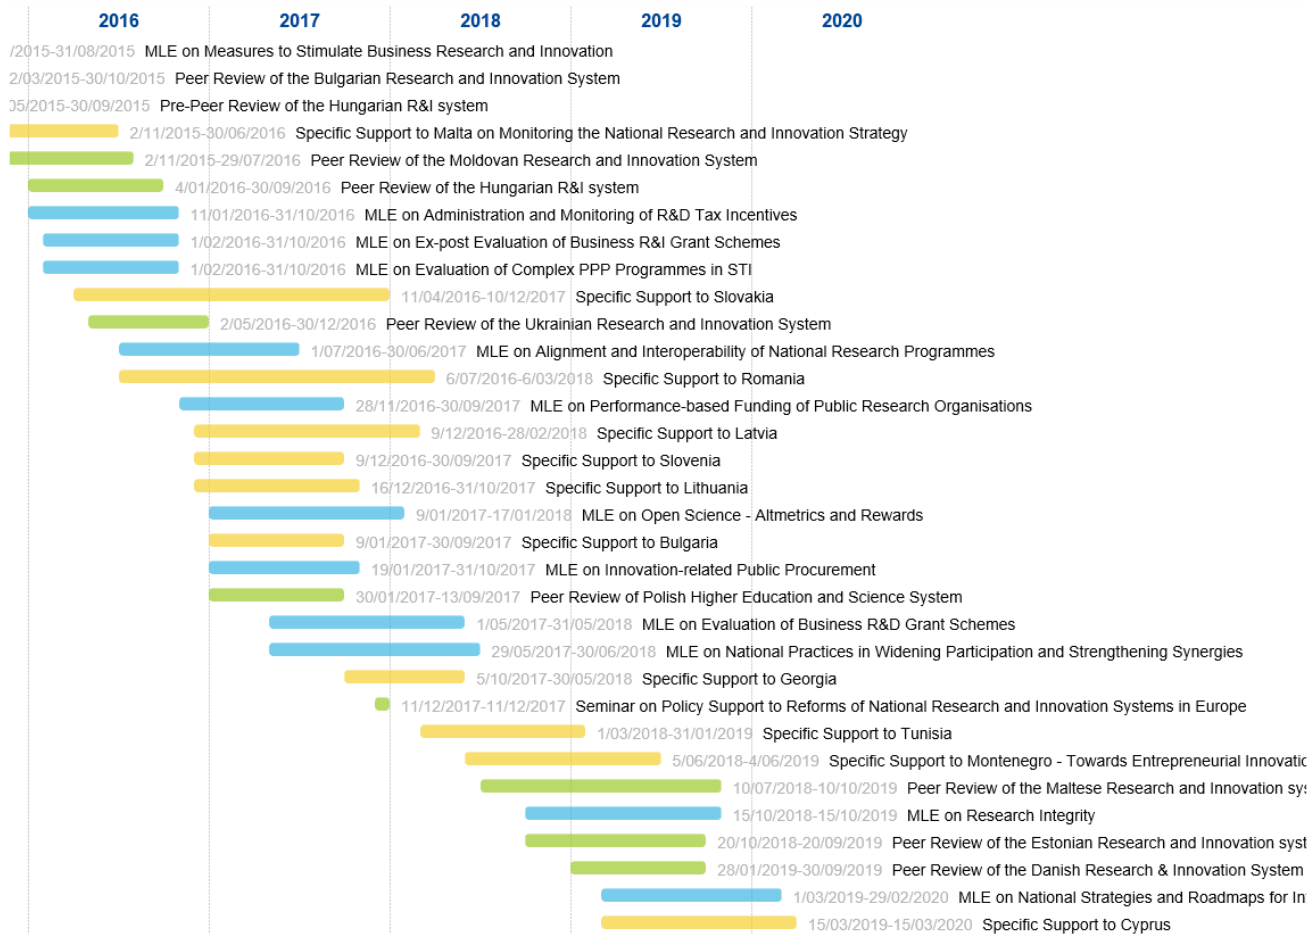 2016 2017 2018 2019 2020
/2015-31/08/2015 MLE on Measures to Stimulate Business Research and Innovation
2/03/2015-30/10/2015 Peer Review of the Bulgarian Research and Innovation System
05/2015-30/09/2015 Pre-Peer Review of the Hungarian R&I system
2/11/2015-30/06/2016 Specific Support to Malta on Monitoring the National Research and Innovation Strategy
2/11/2015-29/07/2016 Peer Review of the Moldovan Research and Innovation System
4/01/2016-30/09/2016 Peer Review of the Hungarian R&I system
11/01/2016-31/10/2016 MLE on Administration and Monitoring of R&D Tax Incentives
1/02/2016-31/10/2016 MLE on Ex-post Evaluation of Business R&I Grant Schemes
1/02/2016-31/10/2016 MLE on Evaluation of Complex PPP Programmes in STI
11/04/2016-10/12/2017 Specific Support to Slovakia
2/05/2016-30/12/2016 Peer Review of the Ukrainian Research and Innovation System
1/07/2016-30/06/2017 MLE on Alignment and Interoperability of National Research Programmes
6/07/2016-6/03/2018 Specific Support to Romania
28/11/2016-30/09/2017 MLE on Performance-based Funding of Public Research Organisations
9/12/2016-28/02/2018 Specific Support to Latvia
9/12/2016-30/09/2017 Specific Support to Slovenia
16/12/2016-31/10/2017 Specific Support to Lithuania
9/01/2017-17/01/2018 MLE on Open Science - Altmetrics and Rewards
9/01/2017-30/09/2017 Specific Support to Bulgaria
19/01/2017-31/10/2017 MLE on Innovation-related Public Procurement
30/01/2017-13/09/2017 Peer Review of Polish Higher Education and Science System
1/05/2017-31/05/2018 MLE on Evaluation of Business R&D Grant Schemes
29/05/2017-30/06/2018 MLE on National Practices in Widening Participation and Strengthening Synergies
5/10/2017-30/05/2018 Specific Support to Georgia
11/12/2017-11/12/2017 Seminar on Policy Support to Reforms of National Research and Innovation Systems in Europe
1/03/2018-31/01/2019 Specific Support to Tunisia
5/06/2018-4/06/2019 Specific Support to Montenegro - Towards Entrepreneurial Innovatic
10/07/2018-10/10/2019 Peer Review of the Maltese Research and Innovation sys
15/10/2018-15/10/2019 MLE on Research Integrity
20/10/2018-20/09/2019 Peer Review of the Estonian Research and Innovation syst
28/01/2019-30/09/2019 Peer Review of the Danish Research & Innovation System
1/03/2019-29/02/2020 MLE on National Strategies and Roadmaps for In
15/03/2019-15/03/2020 Specific Support to Cyprus